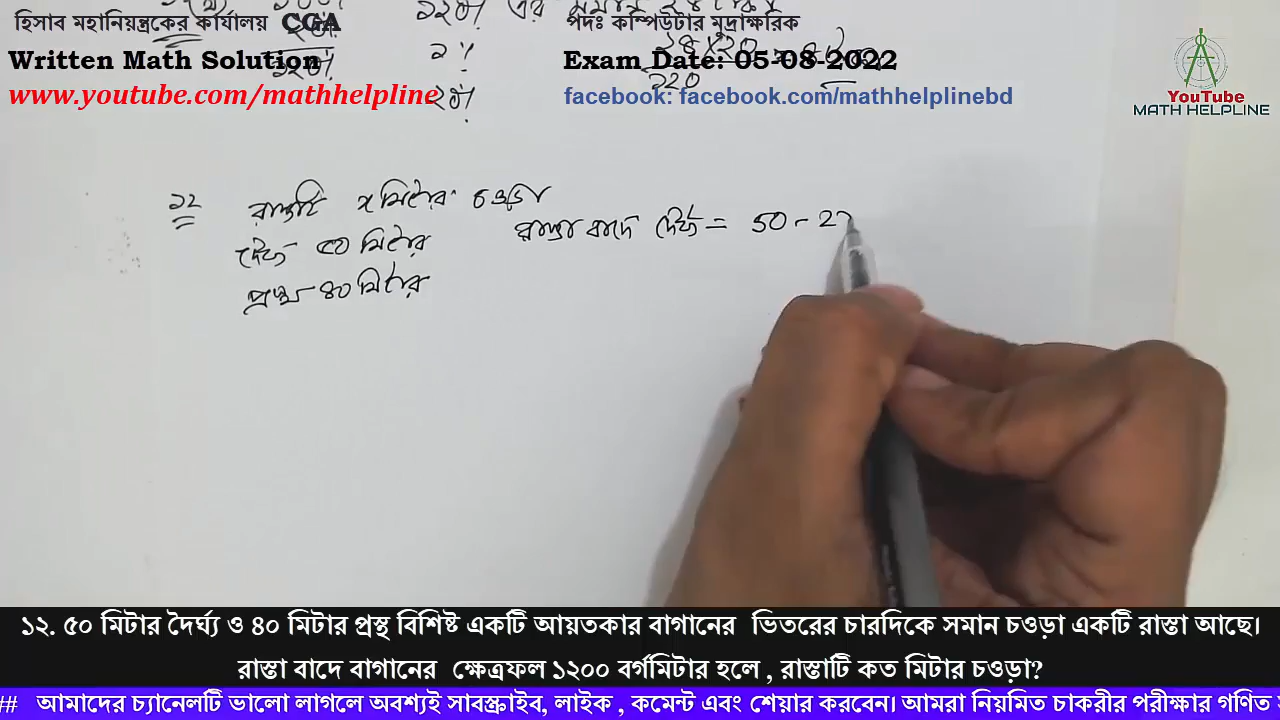 ১২০% এর
হিসাব মহানিয়ন্ত্রকের কার্যালয় CGA
পদঃ কম্পিউটার মুদ্রাক্ষরিক
Written Math Solution
Exam Date: 05-08-2022
www.youtube.com/mathhelpline
facebook: facebook.com/mathhelplinebd
YouTube
MATH HELPLINE
১২ রাস্তাটি x মিটার চওড়া
দৈর্ঘ্য ৫০ মিটার
প্রস্থ ৪০ মিটার
রাস্তা বাদে দৈর্ঘ্য = 50 - 2
১২. ৫০ মিটার দৈর্ঘ্য ও ৪০ মিটার প্রস্থ বিশিষ্ট একটি আয়তকার বাগানের ভিতরের চারদিকে সমান চওড়া একটি রাস্তা আছে।
রাস্তা বাদে বাগানের ক্ষেত্রফল ১২০০ বর্গমিটার হলে , রাস্তাটি কত মিটার চওড়া?
## আমাদের চ্যানেলটি ভালো লাগলে অবশ্যই সাবস্ক্রাইব, লাইক , কমেন্ট এবং শেয়ার করবেন। আমরা নিয়মিত চাকরীর পরীক্ষার গণিত